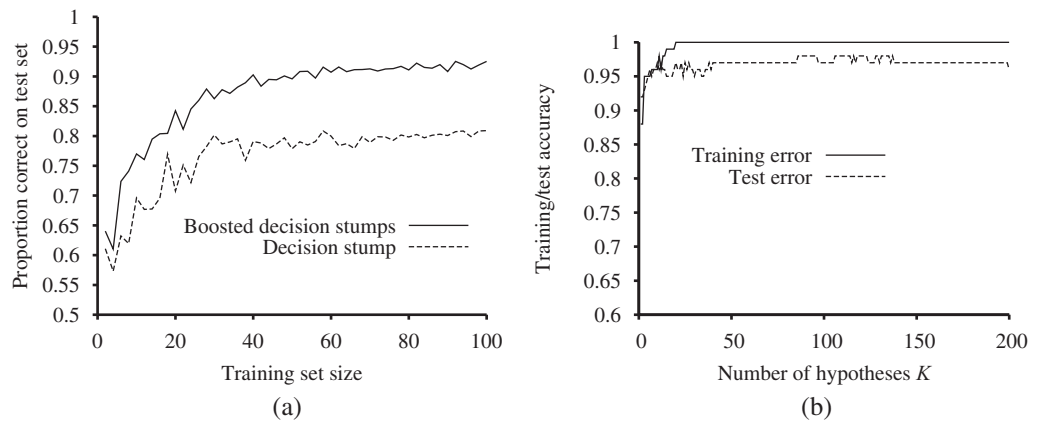 1
0.95
0.9
0.85
0.8
0.75
0.7
0.65
0.6
0.55
0.5
Proportion correct on test set
Boosted decision stumps
Decision stump
0 20 40 60 80 100
Training set size
(a)
1
0.95
0.9
0.85
0.8
0.75
0.7
0.65
0.6
Training/test accuracy
Training error
Test error
0 50 100 150 200
Number of hypotheses K
(b)